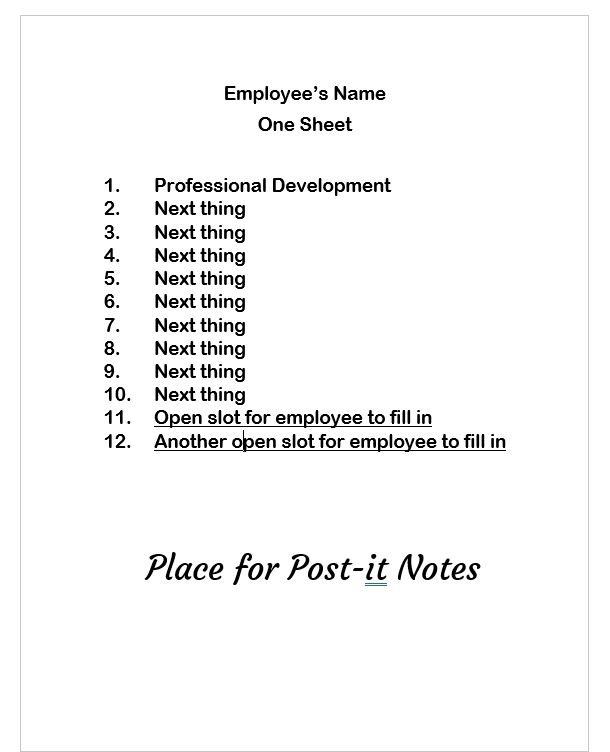 Employee’s Name
One Sheet
1. Professional Development
2. Next thing
3. Next thing
4. Next thing
5. Next thing
6. Next thing
7. Next thing
8. Next thing
9. Next thing
10. Next thing
11. Open slot for employee to fill in
12. Another open slot for employee to fill in
Place for Post-it Notes